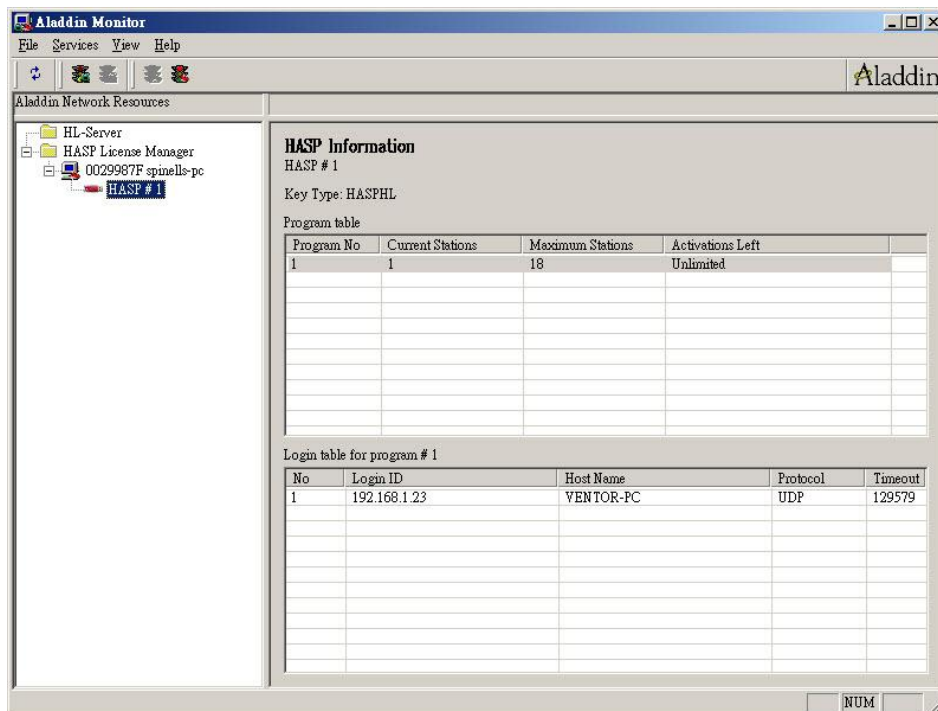 Aladdin Monitor
File Services View Help
Aladdin
Aladdin Network Resources
HL-Server
HASP License Manager
0029987F spinells-pc
HASP # 1
HASP Information
HASP # 1
Key Type: HASPHL
Program table
Program No Current Stations Maximum Stations Activations Left
1 1 18 Unlimited
Login table for program # 1
No Login ID Host Name Protocol Timeout
1 192.168.1.23 VENTOR-PC UDP 129579
NUM